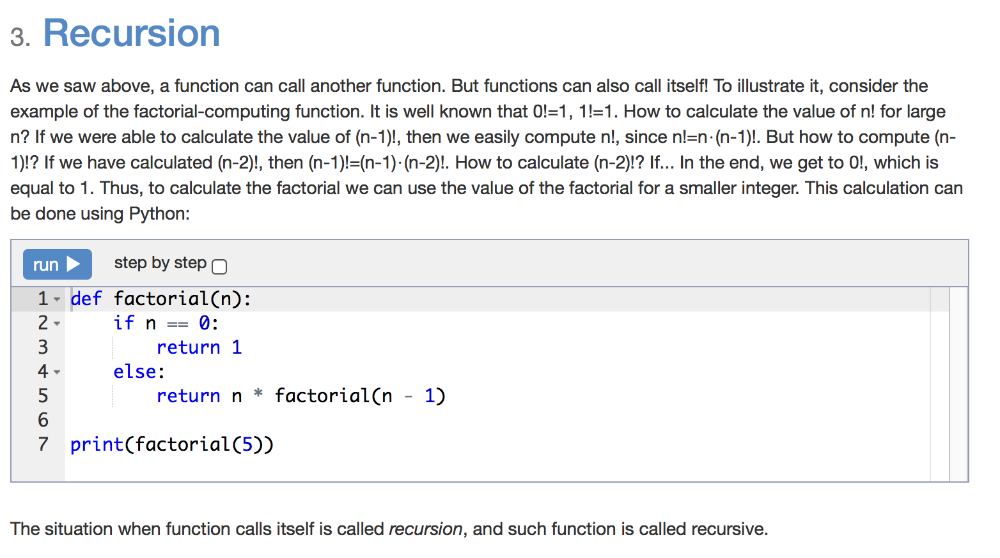 3. Recursion
As we saw above, a function can call another function. But functions can also call itself! To illustrate it, consider the
example of the factorial-computing function. It is well known that 0!=1, 1!=1. How to calculate the value of n! for large
n? If we were able to calculate the value of (n-1)!, then we easily compute n!, since n!=n·(n-1)!. But how to compute (n-
1)!? If we have calculated (n-2)!, then (n-1)!=(n-1)·(n-2)!. How to calculate (n-2)!? If... In the end, we get to 0!, which is
equal to 1. Thus, to calculate the factorial we can use the value of the factorial for a smaller integer. This calculation can
be done using Python:
run step by step
1 def factorial(n):
2     if n == 0:
3         return 1
4     else:
5         return n * factorial(n - 1)
6
7 print(factorial(5))
The situation when function calls itself is called recursion, and such function is called recursive.